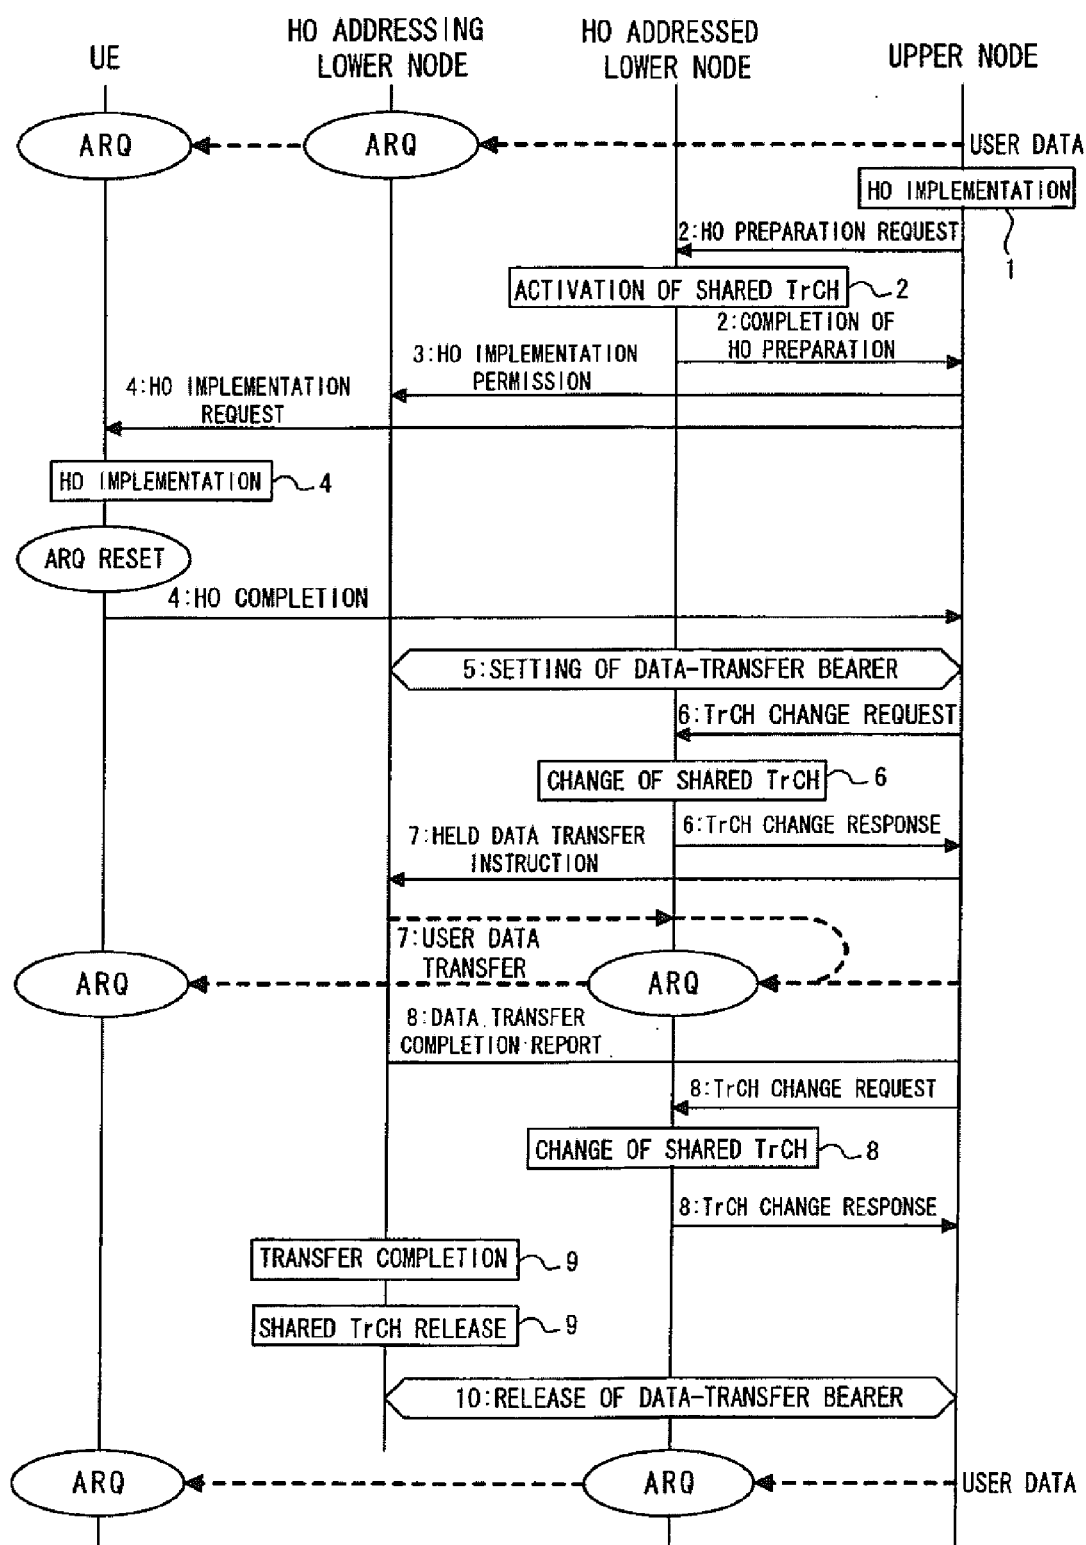 UE
HO ADDRESSING
LOWER NODE
HO ADDRESSED
LOWER NODE
UPPER NODE
ARQ
ARQ
USER DATA
HO IMPLEMENTATION
1
2:HO PREPARATION REQUEST
ACTIVATION OF SHARED TrCH
2
2:COMPLETION OF
HO PREPARATION
3:HO IMPLEMENTATION
PERMISSION
4:HO IMPLEMENTATION
REQUEST
HO IMPLEMENTATION
4
ARQ RESET
4:HO COMPLETION
5:SETTING OF DATA-TRANSFER BEARER
6:TrCH CHANGE REQUEST
CHANGE OF SHARED TrCH
6
6:TrCH CHANGE RESPONSE
7:HELD DATA TRANSFER
INSTRUCTION
7:USER DATA
TRANSFER
ARQ
ARQ
8:DATA TRANSFER
COMPLETION REPORT
8:TrCH CHANGE REQUEST
CHANGE OF SHARED TrCH
8
8:TrCH CHANGE RESPONSE
TRANSFER COMPLETION
9
SHARED TrCH RELEASE
9
10:RELEASE OF DATA-TRANSFER BEARER
ARQ
ARQ
USER DATA